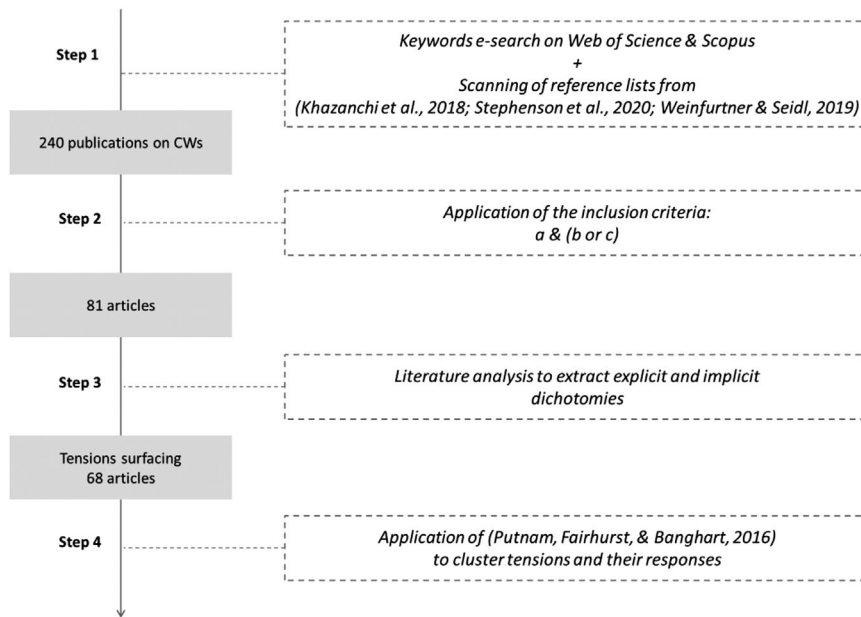 Step 1
Keywords e-search on Web of Science & Scopus
+
Scanning of reference lists from
(Khazanchi et al., 2018; Stephenson et al., 2020; Weinfurtner & Seidl, 2019)
240 publications on CWs
Step 2
Application of the inclusion criteria:
a & (b or c)
81 articles
Step 3
Literature analysis to extract explicit and implicit
dichotomies
Tensions surfacing
68 articles
Step 4
Application of (Putnam, Fairhurst, & Banghart, 2016)
to cluster tensions and their responses